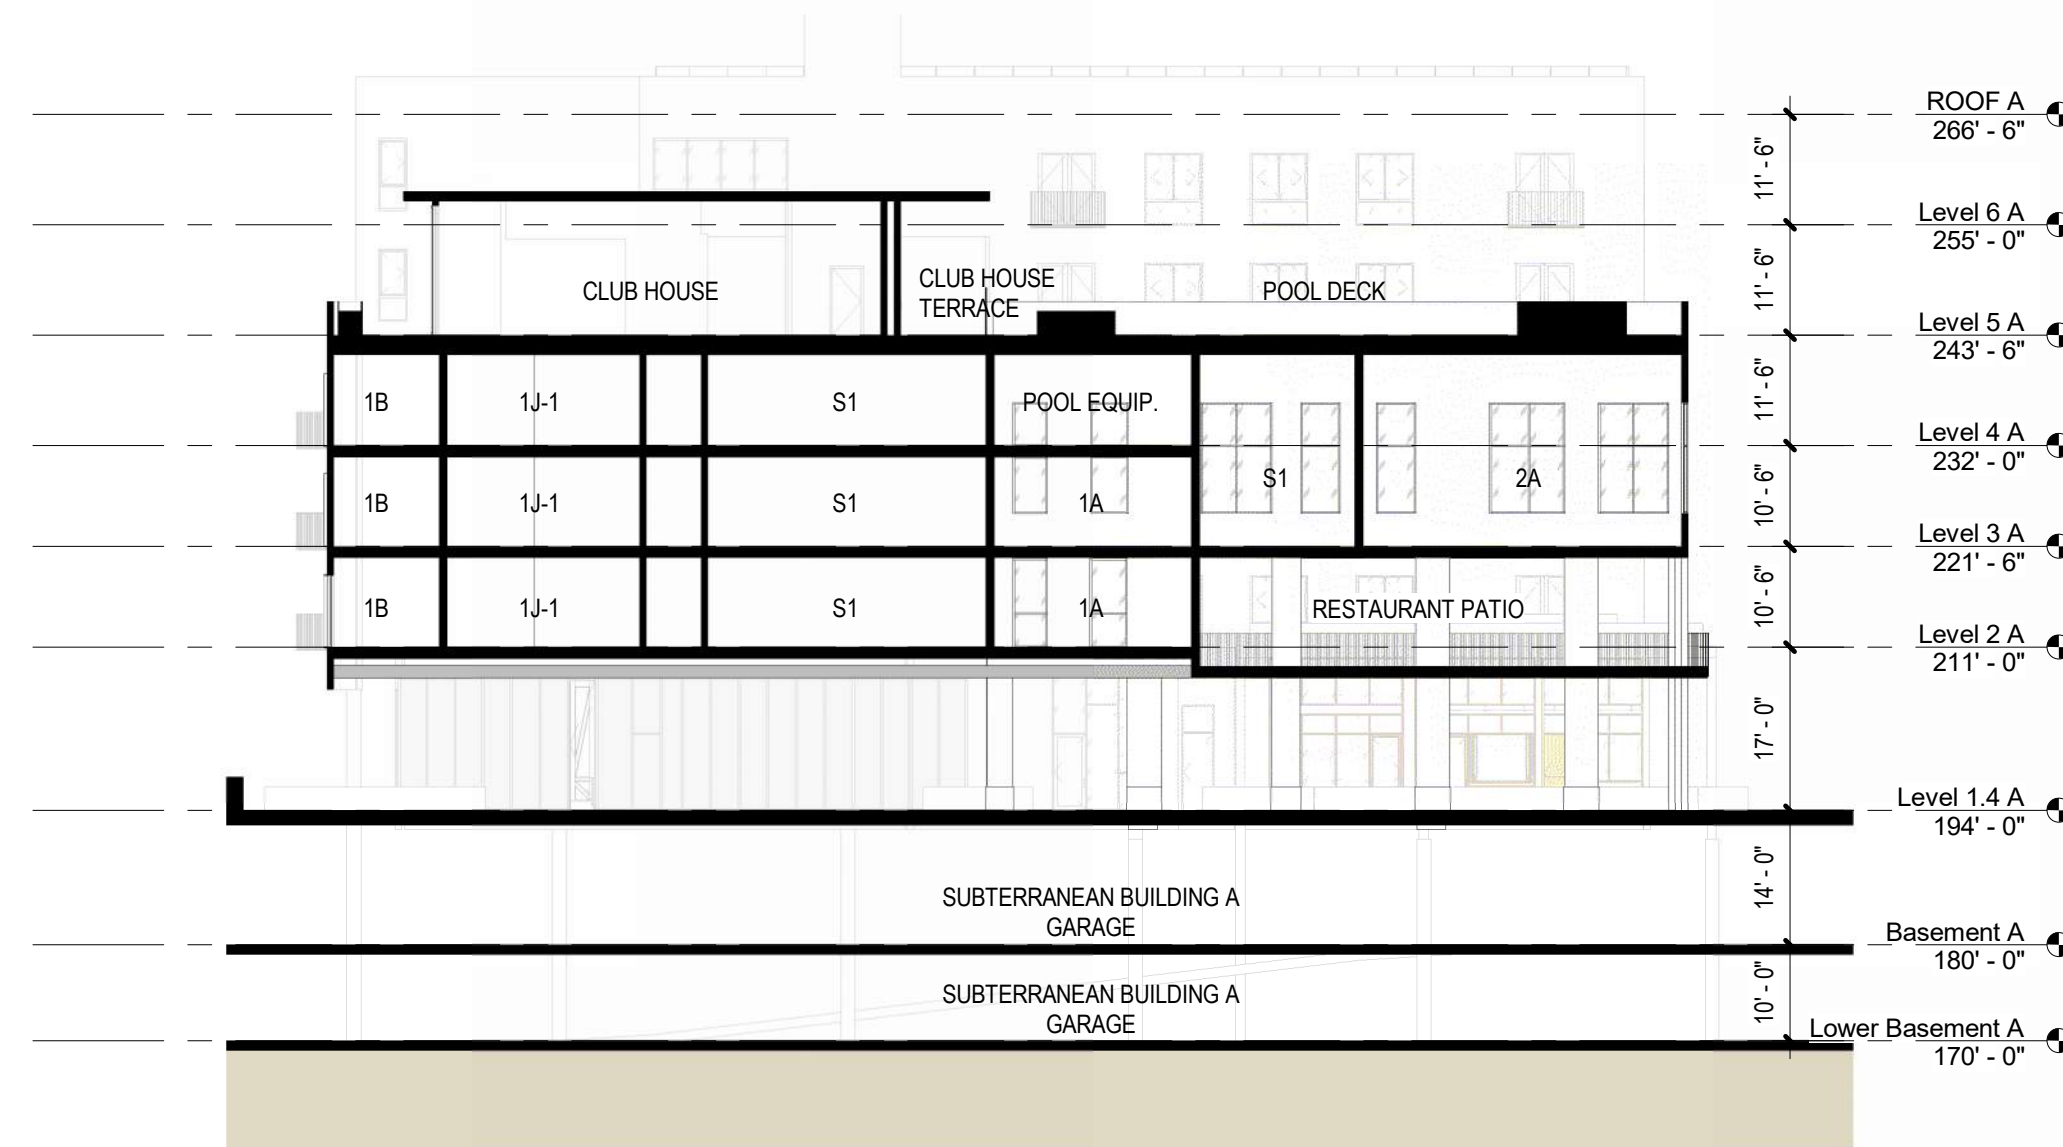 ROOF A
266' - 6"
11' - 6"
Level 6 A
255' - 0"
CLUB HOUSE
CLUB HOUSE
TERRACE
POOL DECK
11' - 6"
Level 5 A
243' - 6"
1B
1J-1
S1
POOL EQUIP.
11' - 6"
Level 4 A
232' - 0"
1B
1J-1
S1
1A
S1
2A
10' - 6"
Level 3 A
221' - 6"
1B
1J-1
S1
1A
RESTAURANT PATIO
10' - 6"
Level 2 A
211' - 0"
17' - 0"
Level 1.4 A
194' - 0"
SUBTERRANEAN BUILDING A
GARAGE
14' - 0"
Basement A
180' - 0"
SUBTERRANEAN BUILDING A
GARAGE
10' - 0"
Lower Basement A
170' - 0"